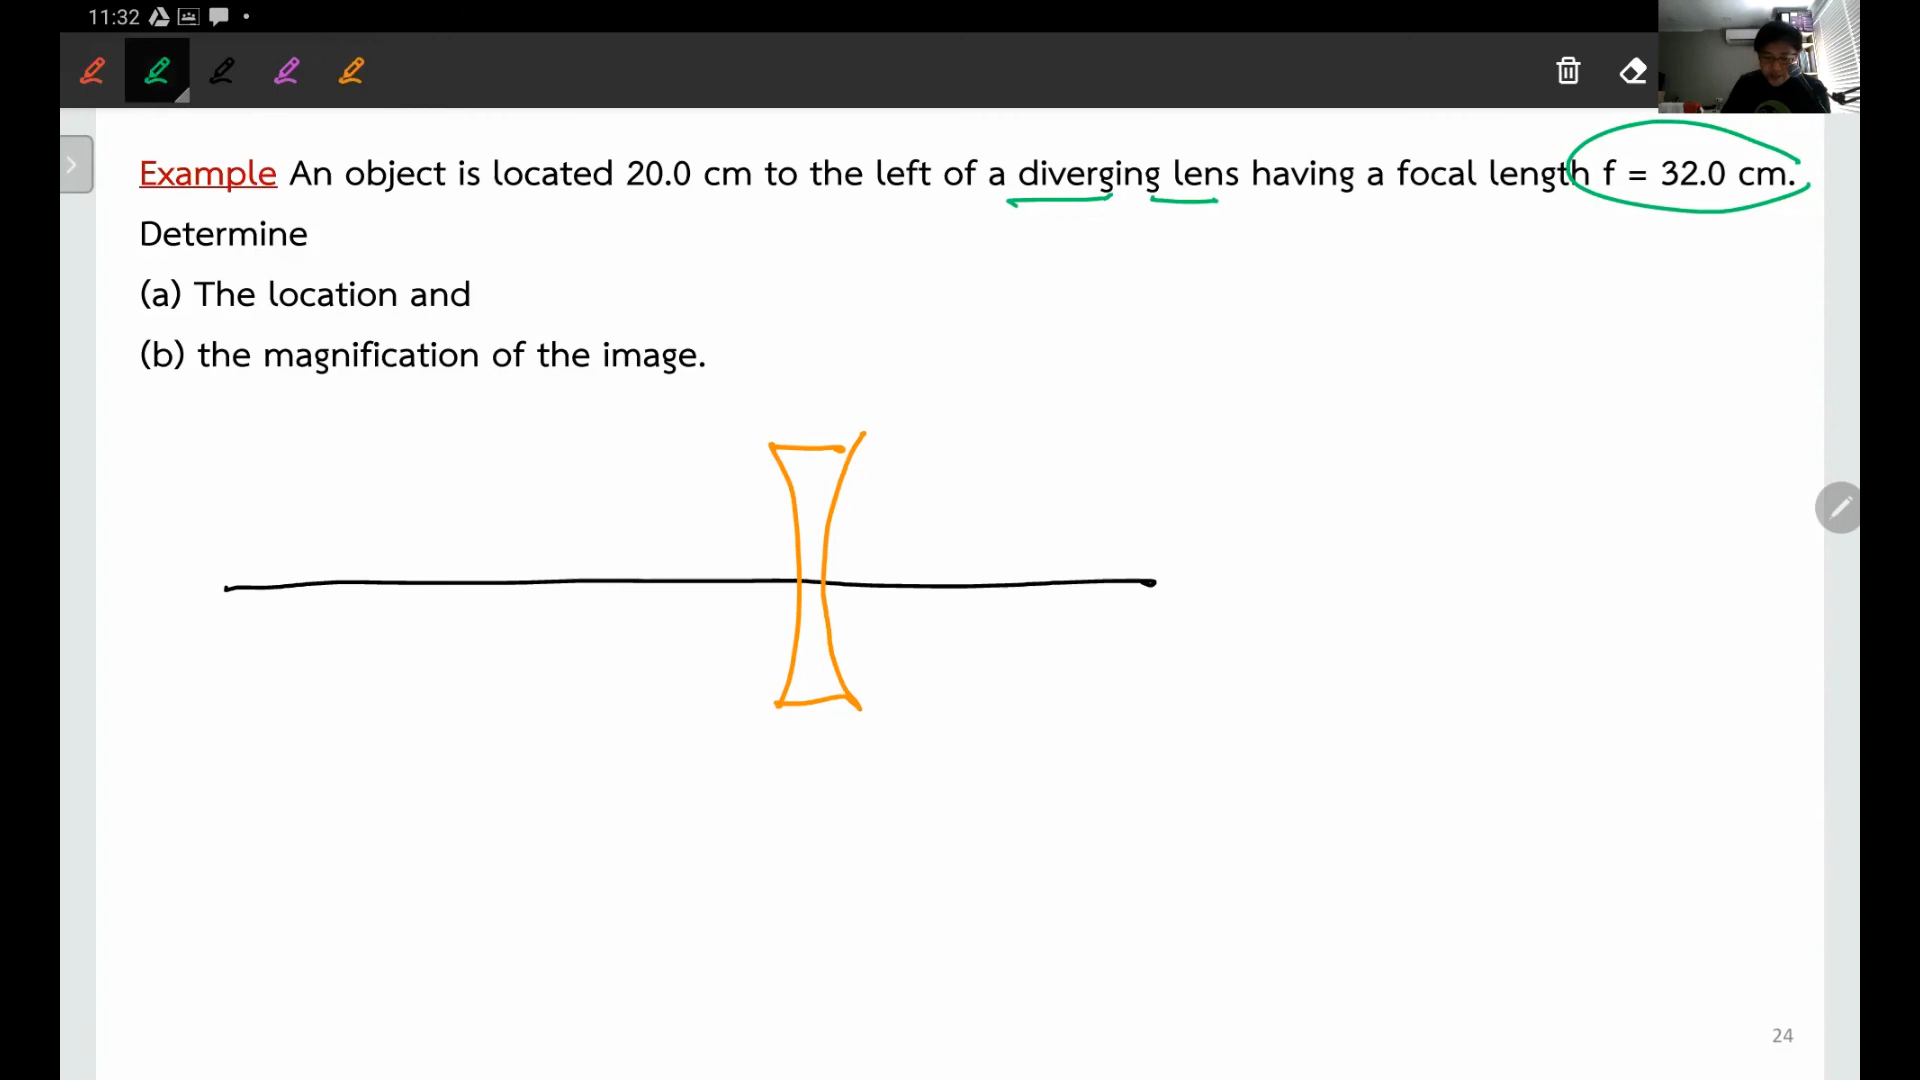 11:32
Example An object is located 20.0 cm to the left of a diverging lens having a focal length f = 32.0 cm.
Determine
(a) The location and
(b) the magnification of the image.
24